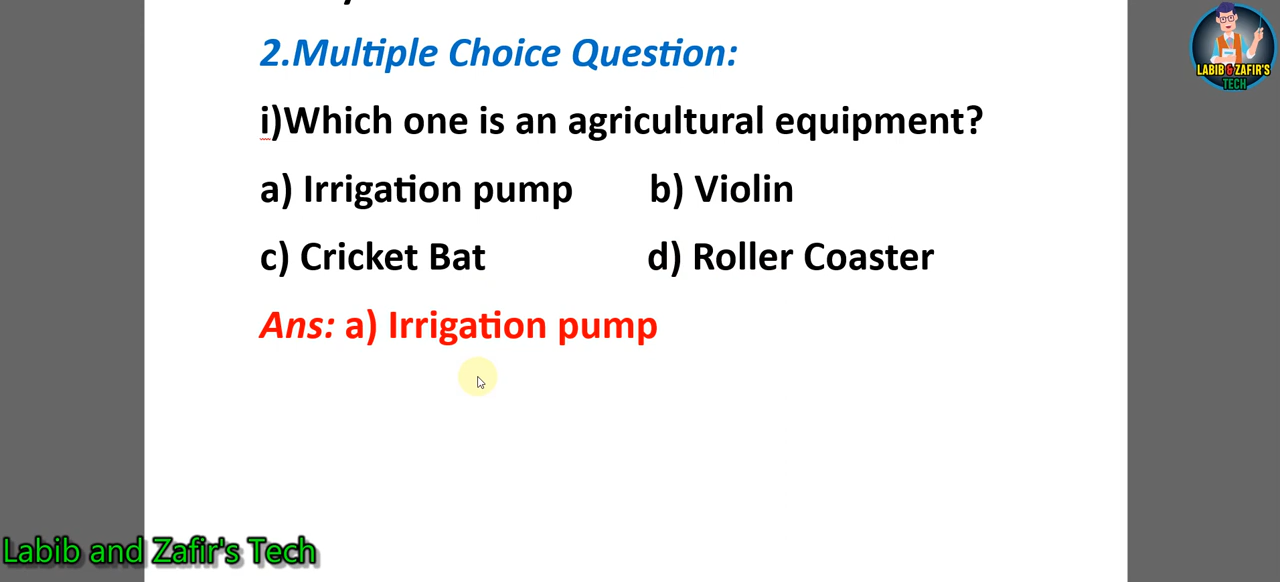 2.Multiple Choice Question:
i)Which one is an agricultural equipment?
a) Irrigation pump b) Violin
c) Cricket Bat d) Roller Coaster
Ans: a) Irrigation pump
LABIB & ZAFIR'S
TECH
Labib and Zafir's Tech